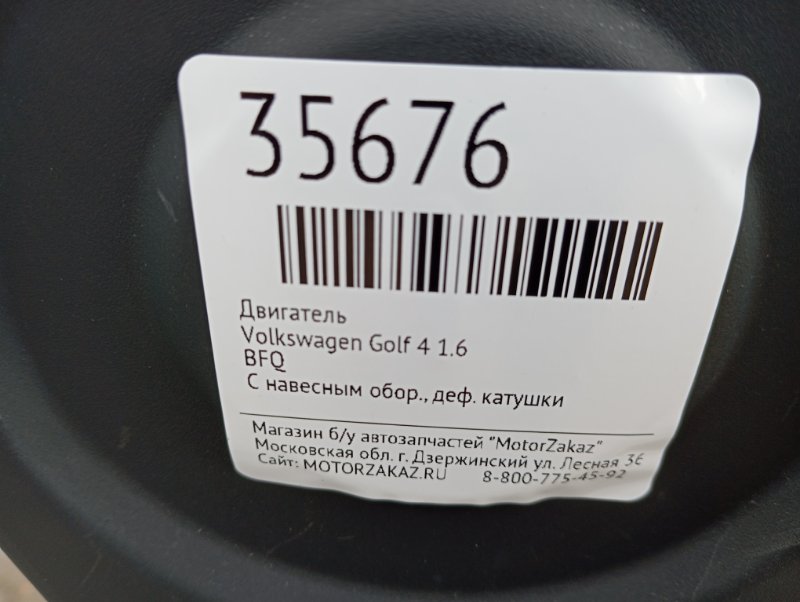 35676
Двигатель
Volkswagen Golf 4 1.6
BFQ
С навесным обор., деф. катушки
Магазин б/у автозапчастей "MotorZakaz"
Московская обл. г. Дзержинский ул. Лесная 36
Сайт: MOTORZAKAZ.RU 8-800-775-45-92